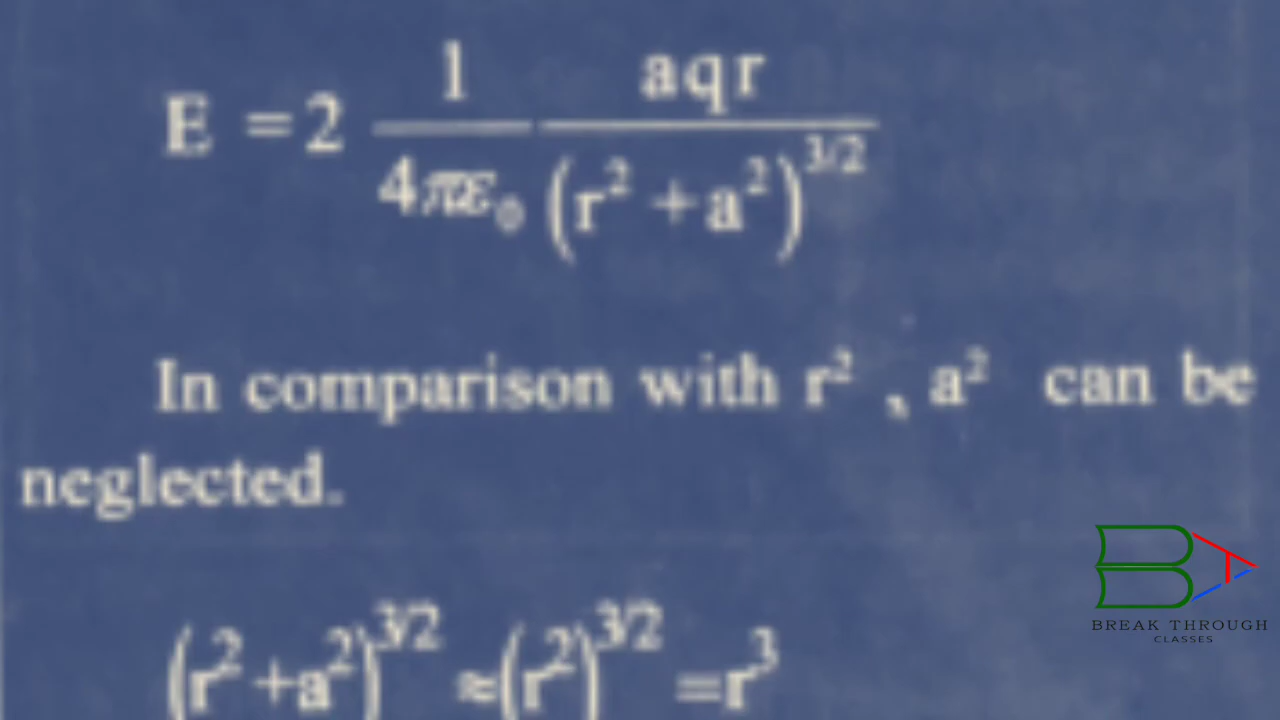 E = 2 1/4πε₀ aqr/(r² + a²)^3/2
In comparison with r² , a² can be
neglected.
(r²+a²)^3/2 ≈(r²)^3/2 =r³
BREAK THROUGH
CLASSES